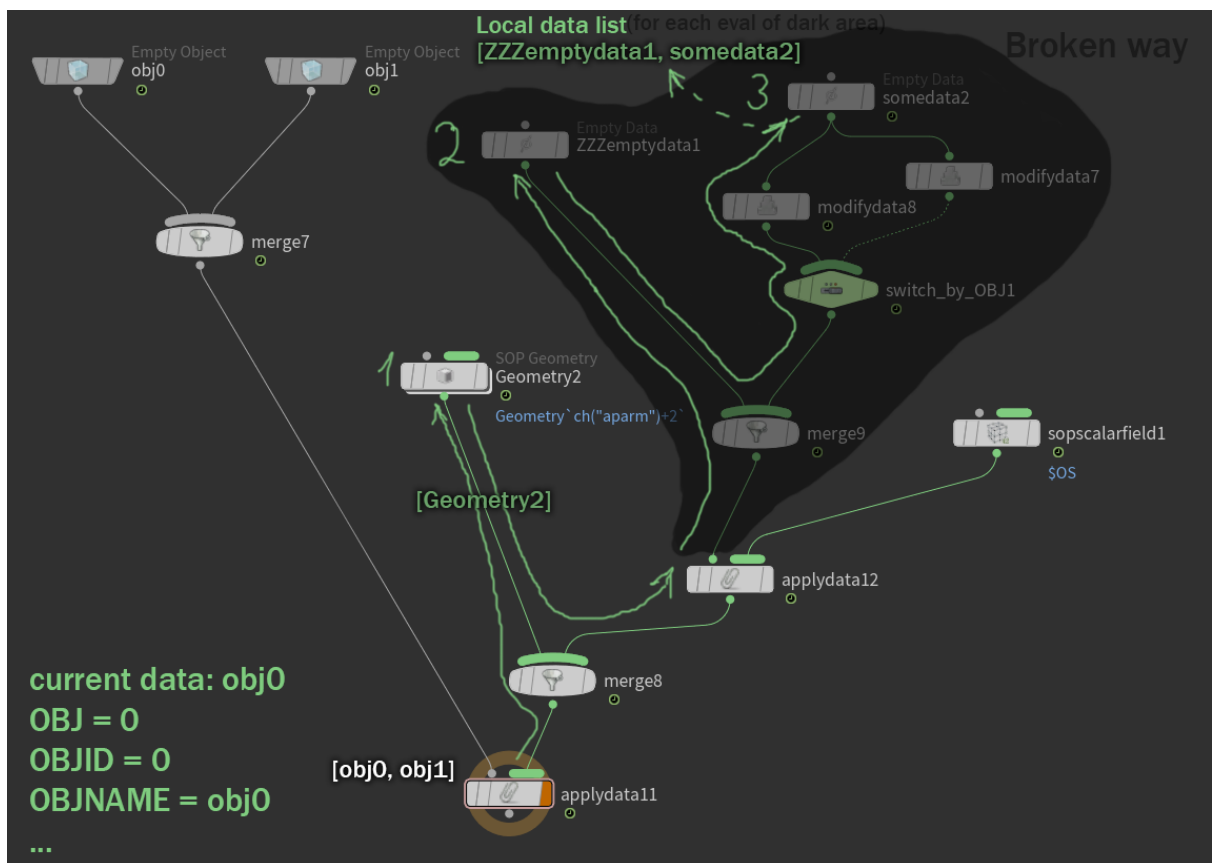 Local data list (for each eval of dark area)
[ZZZemptydata1, somedata2]
Broken way
Empty Object
obj0
Empty Object
obj1
3
Empty Data
somedata2
2
Empty Data
ZZZemptydata1
modifydata7
modifydata8
merge7
switch_by_OBJ1
1
SOP Geometry
Geometry2
Geometry`ch("aparm")+2`
merge9
sopscalarfield1
$OS
[Geometry2]
applydata12
merge8
current data: obj0
OBJ = 0
OBJID = 0
OBJNAME = obj0
...
[obj0, obj1]
applydata11